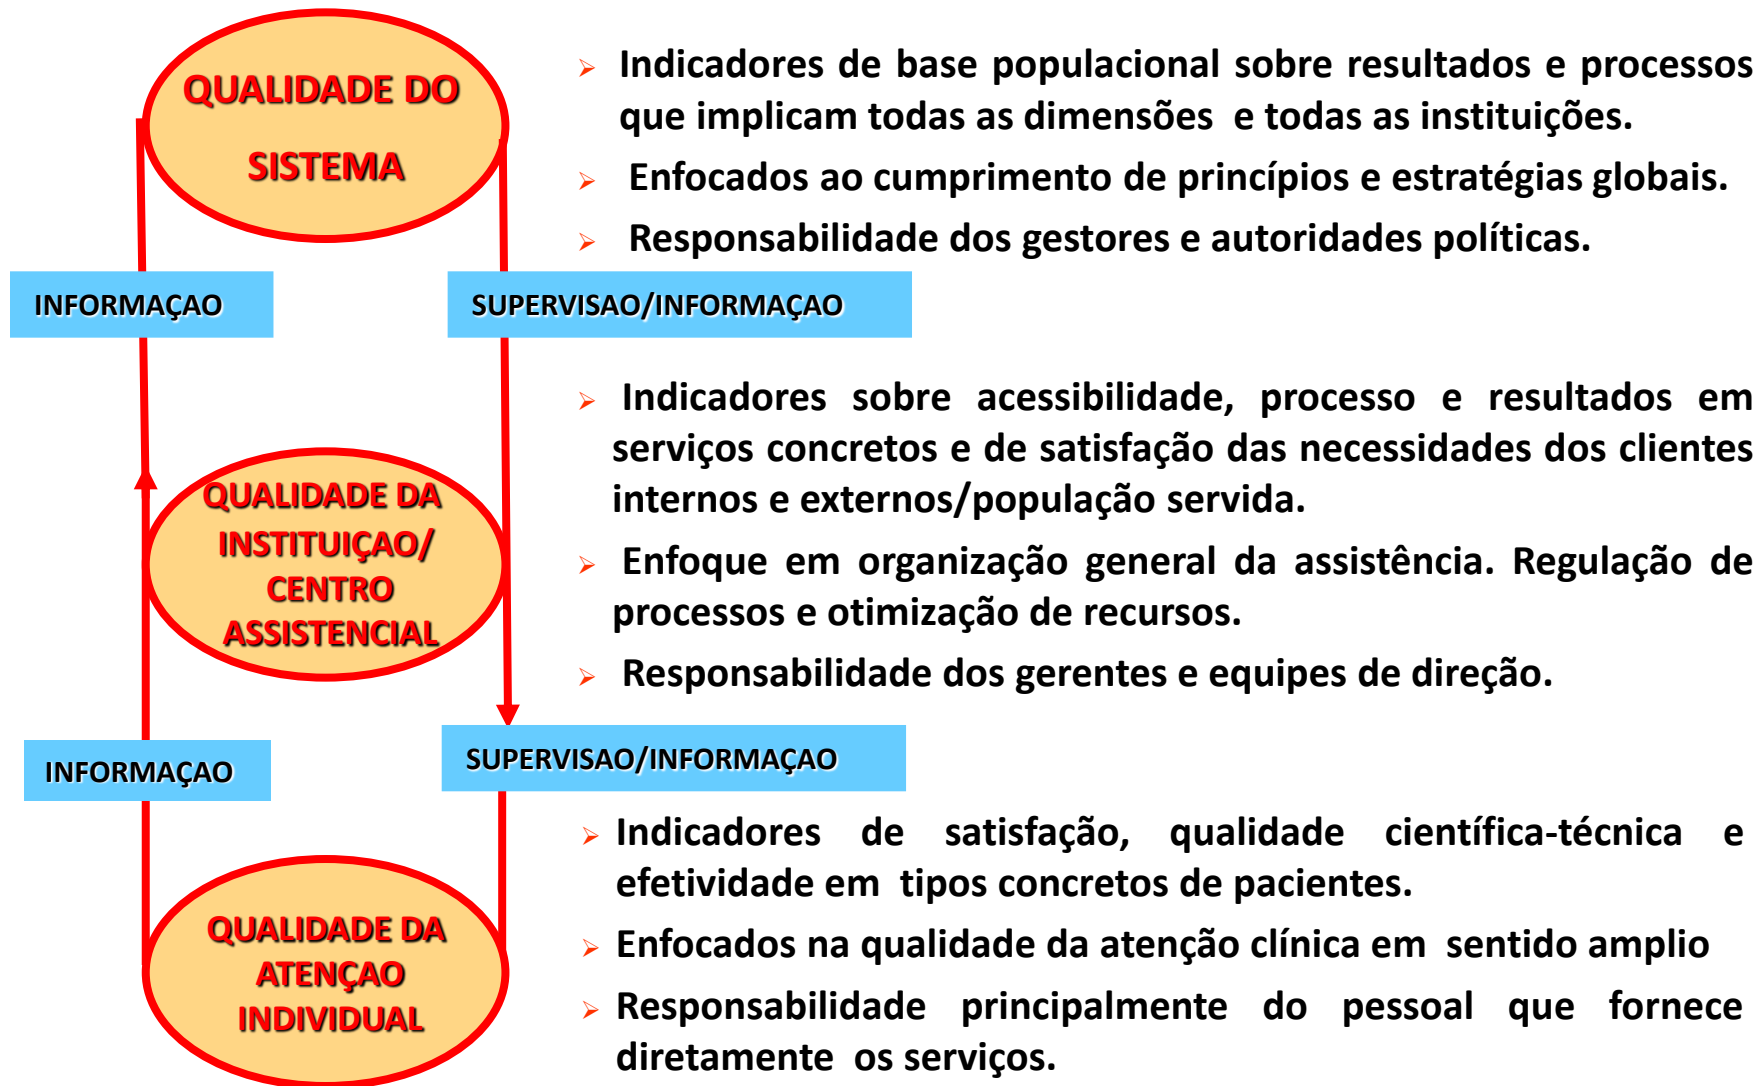 QUALIDADE DO
SISTEMA
➢ Indicadores de base populacional sobre resultados e processos
que implicam todas as dimensões e todas as instituições.
➢ Enfocados ao cumprimento de princípios e estratégias globais.
➢ Responsabilidade dos gestores e autoridades políticas.
INFORMAÇAO
SUPERVISAO/INFORMAÇAO
QUALIDADE DA
INSTITUIÇAO/
CENTRO
ASSISTENCIAL
➢ Indicadores sobre acessibilidade, processo e resultados em
serviços concretos e de satisfação das necessidades dos clientes
internos e externos/população servida.
➢ Enfoque em organização general da assistência. Regulação de
processos e otimização de recursos.
➢ Responsabilidade dos gerentes e equipes de direção.
INFORMAÇAO
SUPERVISAO/INFORMAÇAO
QUALIDADE DA
ATENÇAO
INDIVIDUAL
➢ Indicadores de satisfação, qualidade científica-técnica e
efetividade em tipos concretos de pacientes.
➢ Enfocados na qualidade da atenção clínica em sentido amplio
➢ Responsabilidade principalmente do pessoal que fornece
diretamente os serviços.